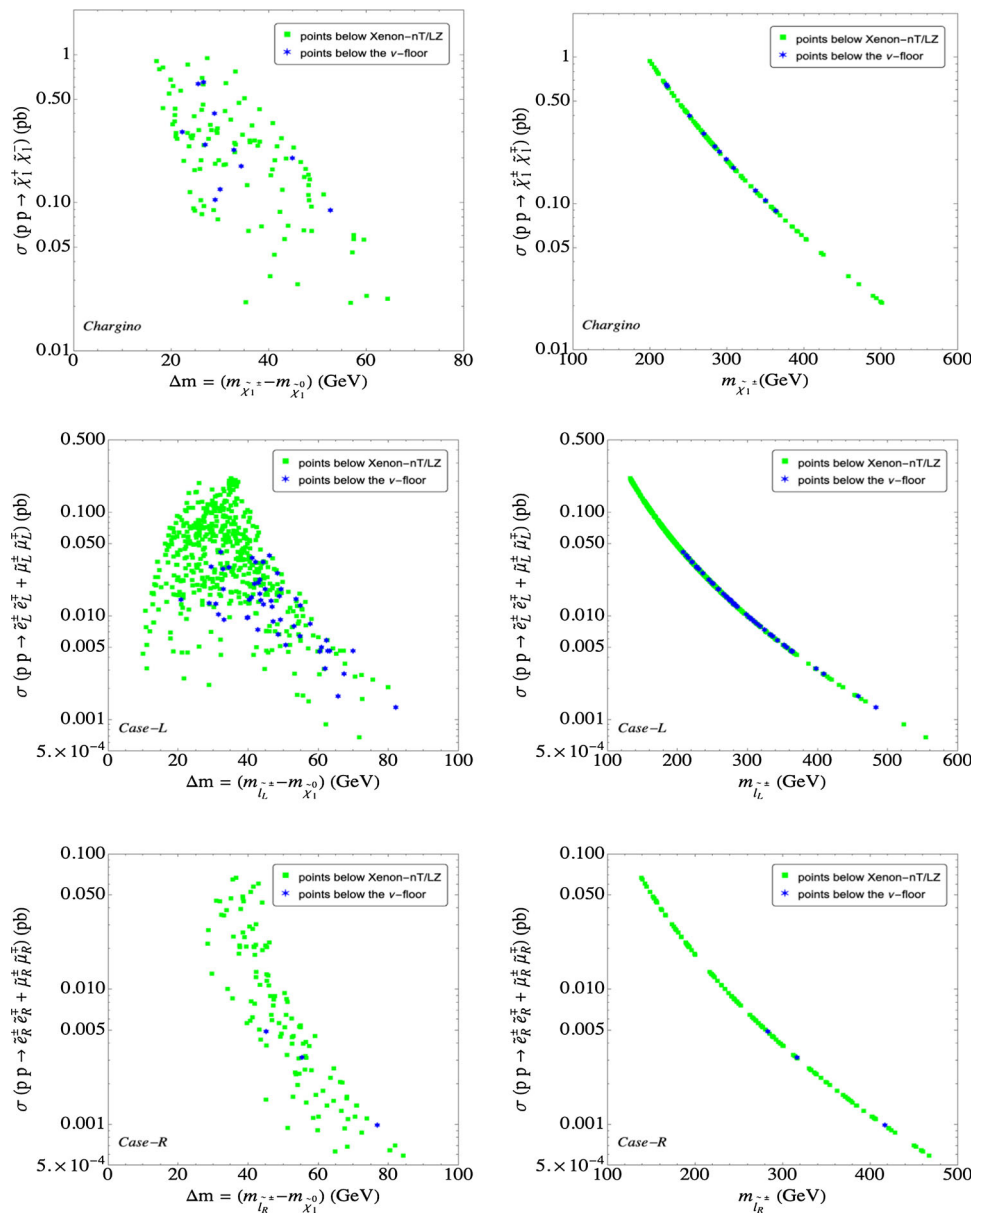 points below Xenon−nT/LZ
points below the ν−floor
1
0.50
0.10
0.05
0.01
σ (p p → χ̃₁⁺ χ̃₁⁻) (pb)
Chargino
0 20 40 60 80
Δm = (m_χ̃₁± − m_χ̃₁⁰) (GeV)
points below Xenon−nT/LZ
points below the ν−floor
1
0.50
0.10
0.05
0.01
σ (p p → χ̃₁± χ̃₁∓) (pb)
Chargino
100 200 300 400 500 600
m_χ̃₁± (GeV)
points below Xenon−nT/LZ
points below the ν−floor
0.500
0.100
0.050
0.010
0.005
0.001
5.×10⁻⁴
σ (p p → ẽ_L± ẽ_L∓ + μ̃_L± μ̃_L∓) (pb)
Case−L
0 20 40 60 80 100
Δm = (m_l̃_L± − m_χ̃₁⁰) (GeV)
points below Xenon−nT/LZ
points below the ν−floor
0.500
0.100
0.050
0.010
0.005
0.001
5.×10⁻⁴
σ (p p → ẽ_L± ẽ_L∓ + μ̃_L± μ̃_L∓) (pb)
Case−L
100 200 300 400 500 600
m_l̃_L± (GeV)
points below Xenon−nT/LZ
points below the ν−floor
0.100
0.050
0.010
0.005
0.001
5.×10⁻⁴
σ (p p → ẽ_R± ẽ_R∓ + μ̃_R± μ̃_R∓) (pb)
Case−R
0 20 40 60 80 100
Δm = (m_l̃_R± − m_χ̃₁⁰) (GeV)
points below Xenon−nT/LZ
points below the ν−floor
0.100
0.050
0.010
0.005
0.001
5.×10⁻⁴
σ (p p → ẽ_R± ẽ_R∓ + μ̃_R± μ̃_R∓) (pb)
Case−R
100 200 300 400 500
m_l̃_R± (GeV)